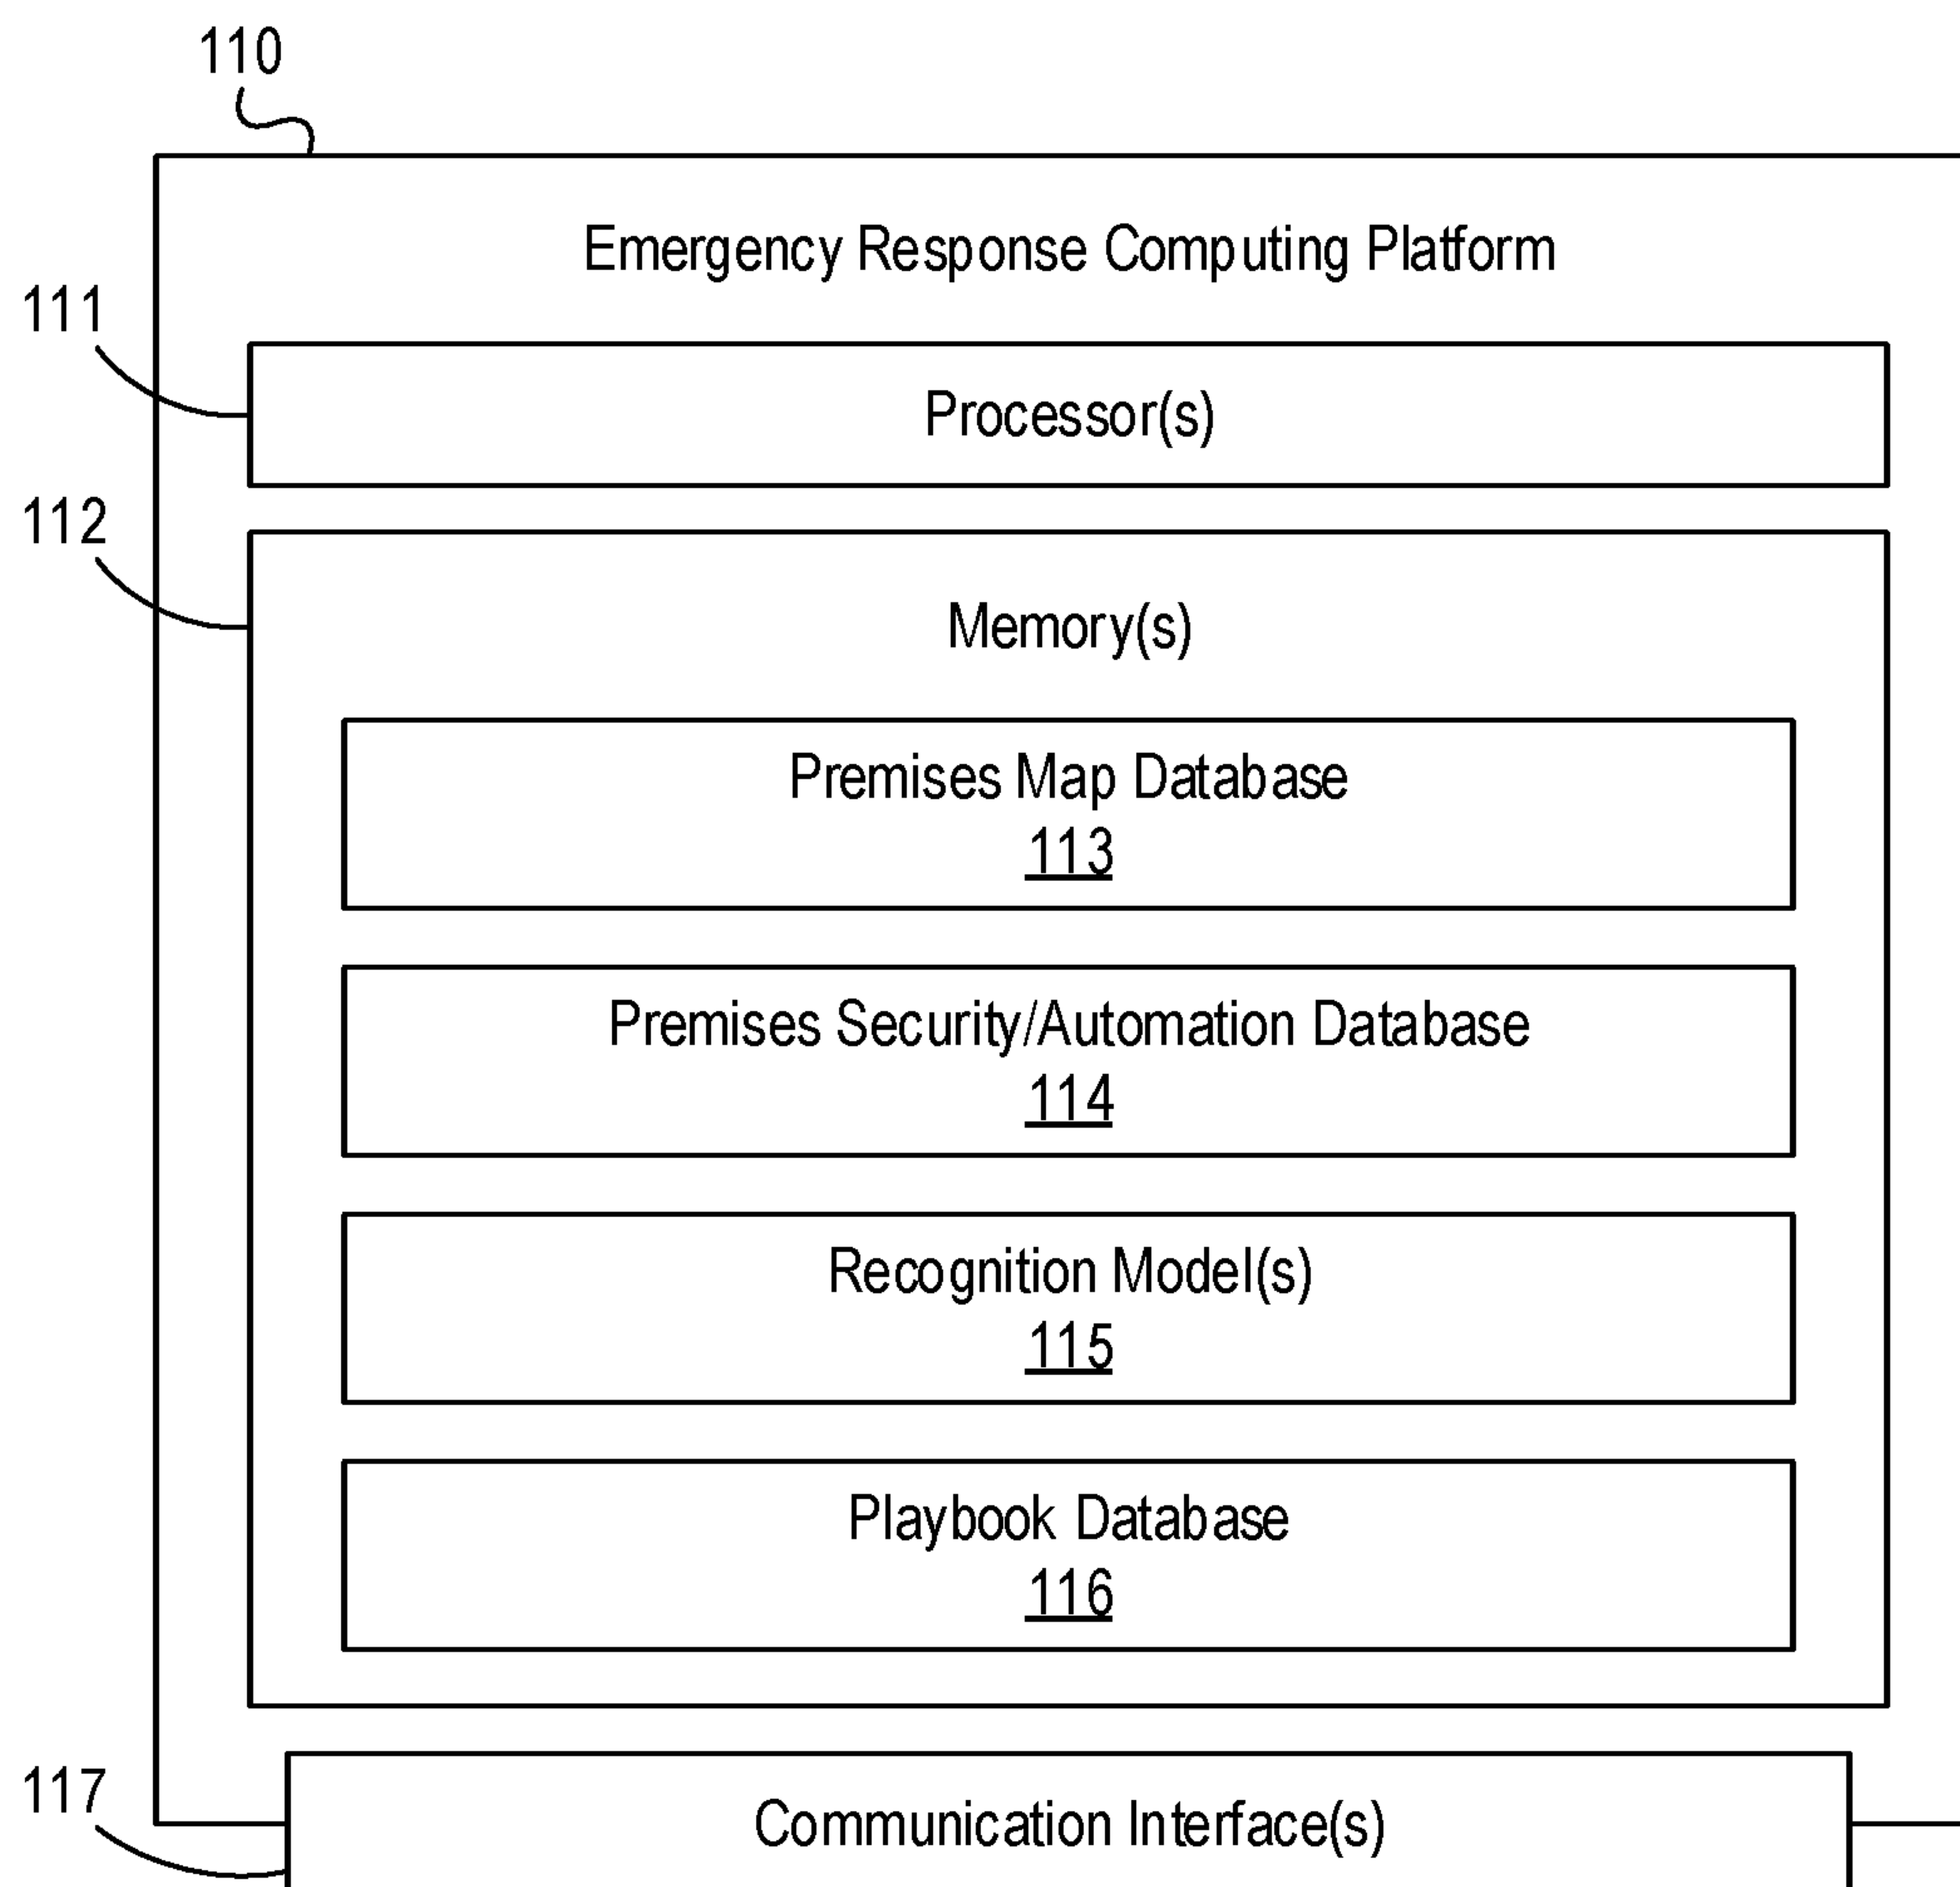 110
Emergency Response Computing Platform
111
Processor(s)
112
Memory(s)
Premises Map Database
113
Premises Security/Automation Database
114
Recognition Model(s)
115
Playbook Database
116
117
Communication Interface(s)